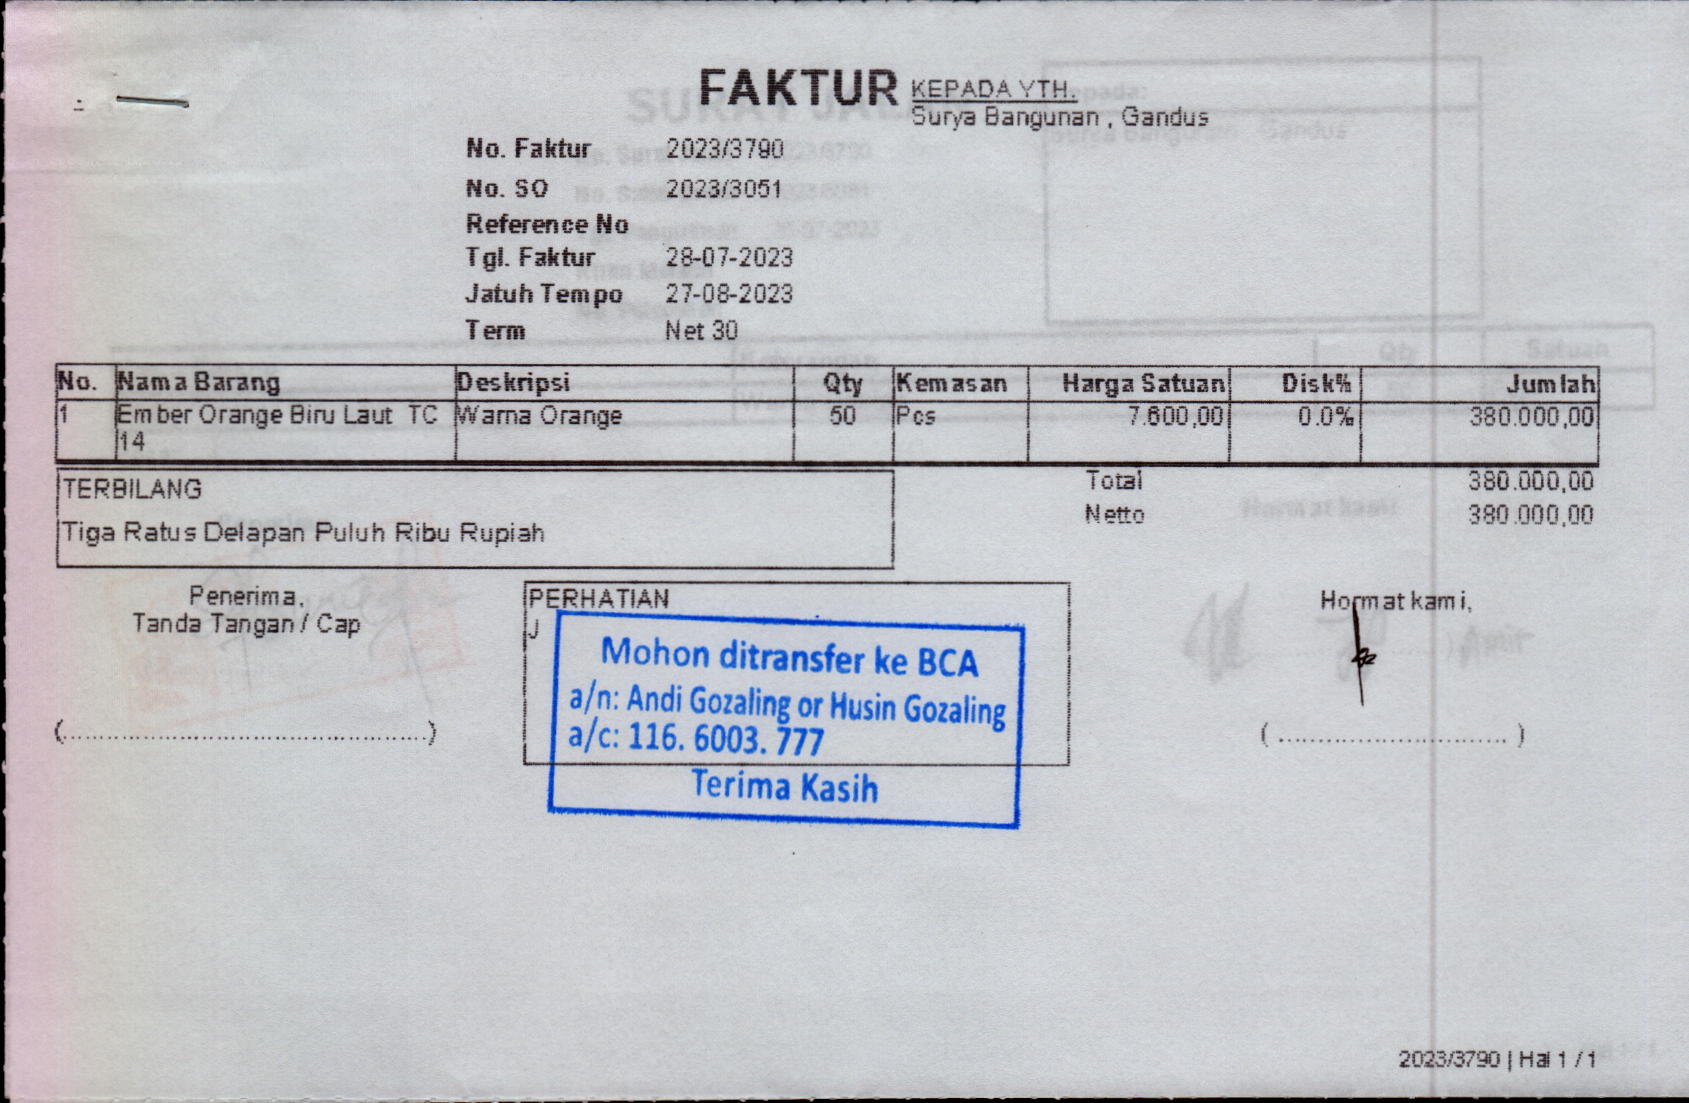 FAKTUR
KEPADA YTH.
Surya Bangunan , Gandus
No. Faktur 2023/3790
No. SO 2023/3051
Reference No
Tgl. Faktur 28-07-2023
Jatuh Tempo 27-08-2023
Term Net 30
No. Nama Barang Deskripsi Qty Kemasan Harga Satuan Disk% Jumlah
1 Ember Orange Biru Laut TC Warna Orange 50 Pcs 7.600,00 0.0% 380.000,00
14
TERBILANG
Tiga Ratus Delapan Puluh Ribu Rupiah
Total 380.000,00
Netto 380.000,00
Penerima,
Tanda Tangan / Cap
(........................................)
PERHATIAN
J
Mohon ditransfer ke BCA
a/n: Andi Gozaling or Husin Gozaling
a/c: 116. 6003. 777
Terima Kasih
Hormat kami,
( ............................ )
2023/3790 | Hal 1 / 1